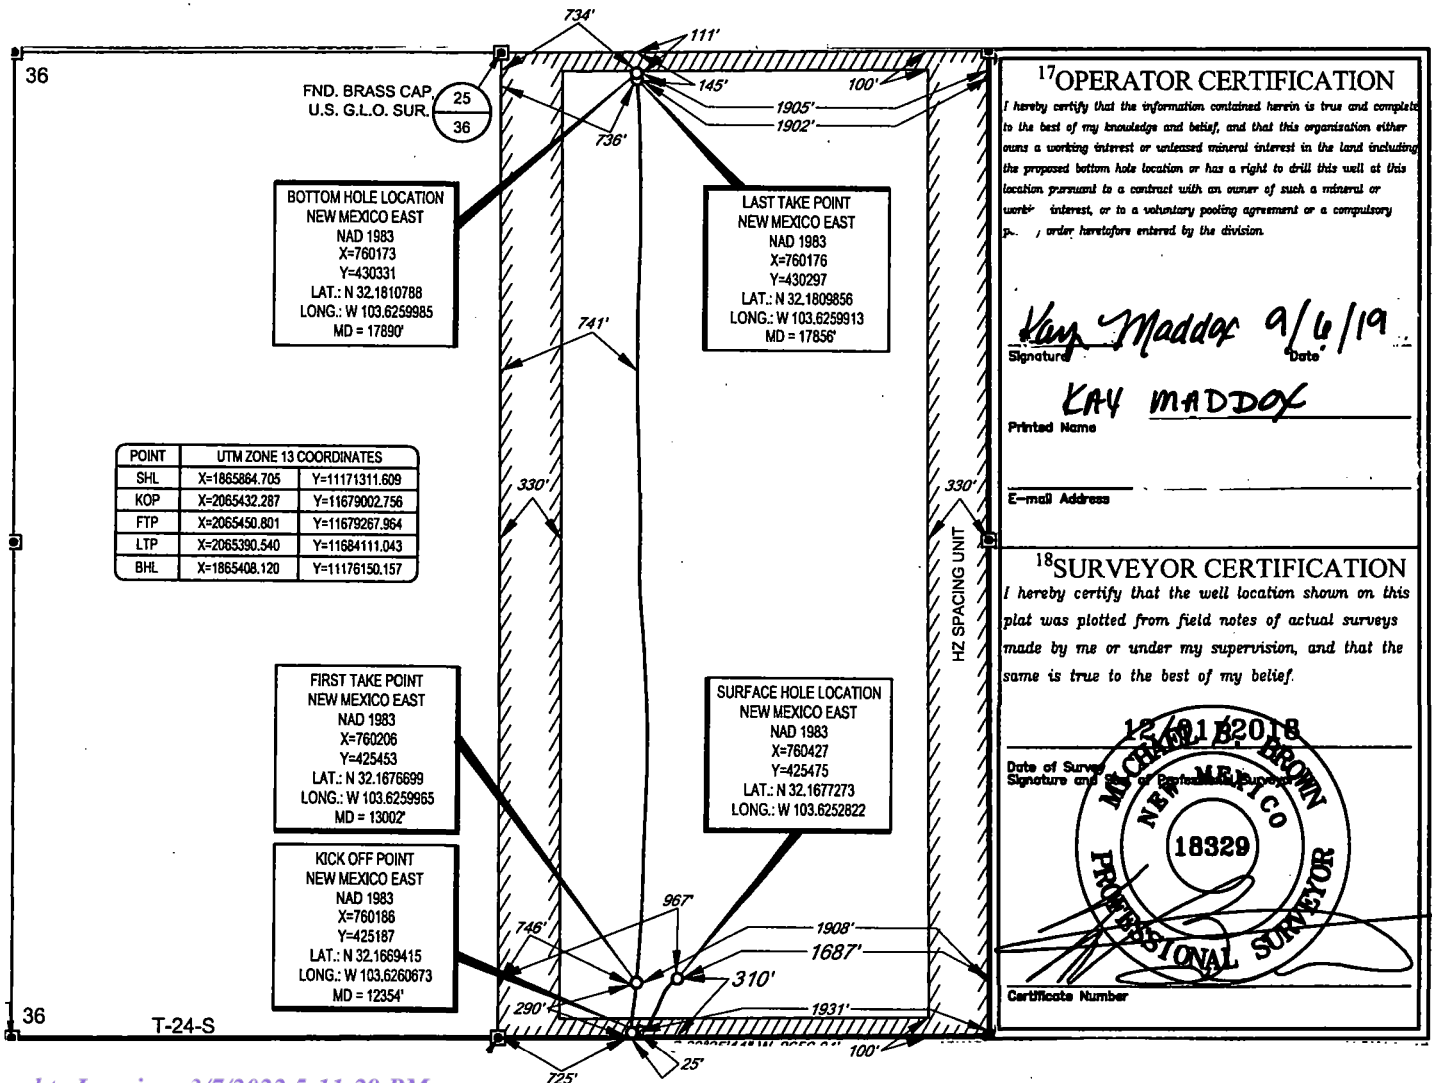 734'
111'
36
FND. BRASS CAP.
U.S. G.L.O. SUR.
25
36
145'
100'
1905'
1902'
736'
BOTTOM HOLE LOCATION
NEW MEXICO EAST
NAD 1983
X=760173
Y=430331
LAT.: N 32.1810788
LONG.: W 103.6259985
MD = 17890'
LAST TAKE POINT
NEW MEXICO EAST
NAD 1983
X=760176
Y=430297
LAT.: N 32.1809856
LONG.: W 103.6259913
MD = 17856'
741'
POINT UTM ZONE 13 COORDINATES
SHL X=1865864.705 Y=11171311.609
KOP X=2065432.287 Y=11679002.756
FTP X=2065450.801 Y=11679267.964
LTP X=2065390.540 Y=11684111.043
BHL X=1865408.120 Y=11176150.157
330'
330'
HZ SPACING UNIT
FIRST TAKE POINT
NEW MEXICO EAST
NAD 1983
X=760206
Y=425453
LAT.: N 32.1676699
LONG.: W 103.6259965
MD = 13002'
SURFACE HOLE LOCATION
NEW MEXICO EAST
NAD 1983
X=760427
Y=425475
LAT.: N 32.1677273
LONG.: W 103.6252822
KICK OFF POINT
NEW MEXICO EAST
NAD 1983
X=760186
Y=425187
LAT.: N 32.1669415
LONG.: W 103.6260673
MD = 12354'
967'
746'
1908'
1687'
310'
290'
1931'
36
T-24-S
100'
25'
725'
17OPERATOR CERTIFICATION
I hereby certify that the information contained herein is true and complete
to the best of my knowledge and belief, and that this organization either
owns a working interest or unleased mineral interest in the land including
the proposed bottom hole location or has a right to drill this well at this
location pursuant to a contract with an owner of such a mineral or
interest, or to a voluntary pooling agreement or a compulsory
order heretofore entered by the division.
Kay Maddox 9/6/19
Signature Date
KAY MADDOX
Printed Name
E-mail Address
18SURVEYOR CERTIFICATION
I hereby certify that the well location shown on this
plat was plotted from field notes of actual surveys
made by me or under my supervision, and that the
same is true to the best of my belief.
12/01/2018
Date of Survey
Signature and Seal of Professional Surveyor
MICHAEL B. BROWN
NEW MEXICO
18329
PROFESSIONAL SURVEYOR
Certificate Number
3/7/2022 5:11:20 PM